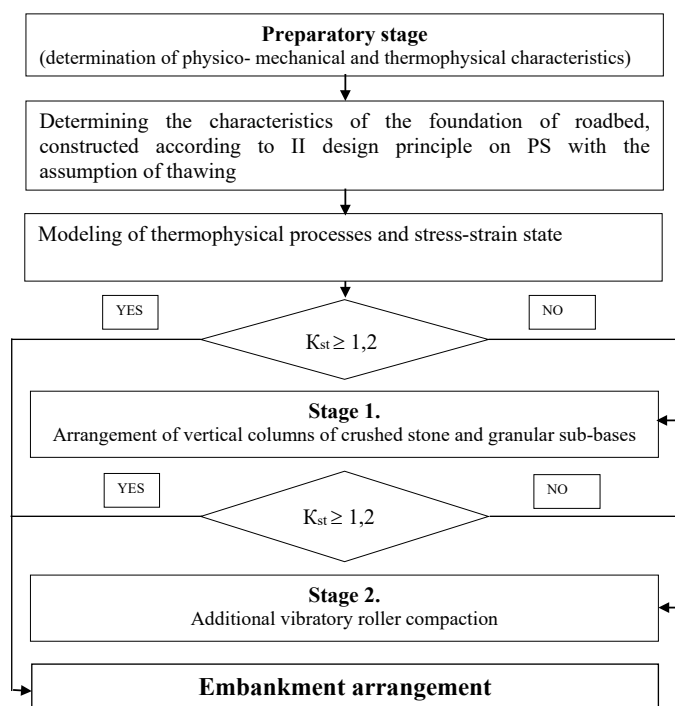 Preparatory stage
(determination of physico- mechanical and thermophysical characteristics)
Determining the characteristics of the foundation of roadbed,
constructed according to II design principle on PS with the
assumption of thawing
Modeling of thermophysical processes and stress-strain state
YES
NO
Kst ≥ 1,2
Stage 1.
Arrangement of vertical columns of crushed stone and granular sub-bases
YES
NO
Kst ≥ 1,2
Stage 2.
Additional vibratory roller compaction
Embankment arrangement